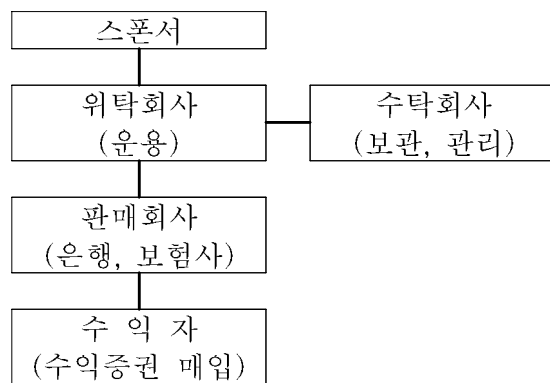 스폰서
위탁회사
(운용)
수탁회사
(보관, 관리)
판매회사
(은행, 보험사)
수 익 자
(수익증권 매입)